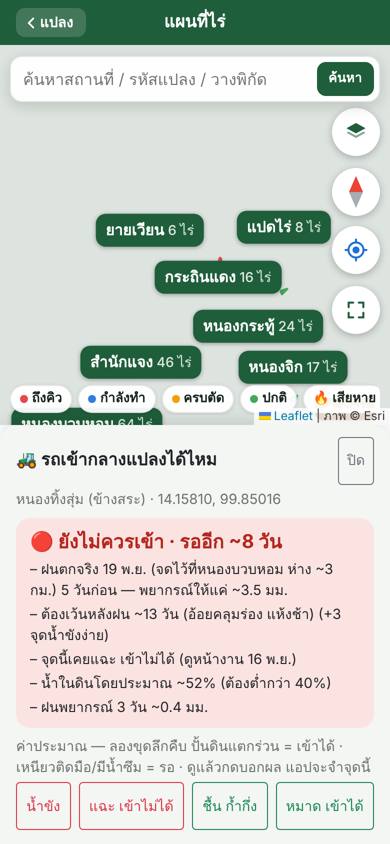 แปลง
แผนที่ไร่
ค้นหาสถานที่ / รหัสแปลง / วางพิกัด
ค้นหา
ยายเวียน 6 ไร่
แปดไร่ 8 ไร่
กระถินแดง 16 ไร่
หนองกระทู้ 24 ไร่
สำนักแจง 46 ไร่
หนองจิก 17 ไร่
ถึงคิว
กำลังทำ
ครบตัด
ปกติ
🔥 เสียหาย
หนองบวบหอม 64 ไร่
Leaflet | ภาพ © Esri
🚜 รถเข้ากลางแปลงได้ไหม
ปิด
หนองทิ้งสุ่ม (ข้างสระ) · 14.15810, 99.85016
🔴 ยังไม่ควรเข้า · รออีก ~8 วัน
– ฝนตกจริง 19 พ.ย. (จดไว้ที่หนองบวบหอม ห่าง ~3
กม.) 5 วันก่อน — พยากรณ์ให้แค่ ~3.5 มม.
– ต้องเว้นหลังฝน ~13 วัน (อ้อยคลุมร่อง แห้งช้า) (+3
จุดน้ำขังง่าย)
– จุดนี้เคยแฉะ เข้าไม่ได้ (ดูหน้างาน 16 พ.ย.)
– น้ำในดินโดยประมาณ ~52% (ต้องต่ำกว่า 40%)
– ฝนพยากรณ์ 3 วัน ~0.4 มม.
ค่าประมาณ — ลองขุดลึกคืบ ปั้นดินแตกร่วน = เข้าได้ ·
เหนียวติดมือ/มีน้ำซึม = รอ · ดูแล้วกดบอกผล แอปจะจำจุดนี้
น้ำขัง
แฉะ เข้าไม่ได้
ชื้น ก้ำกึ่ง
หมาด เข้าได้